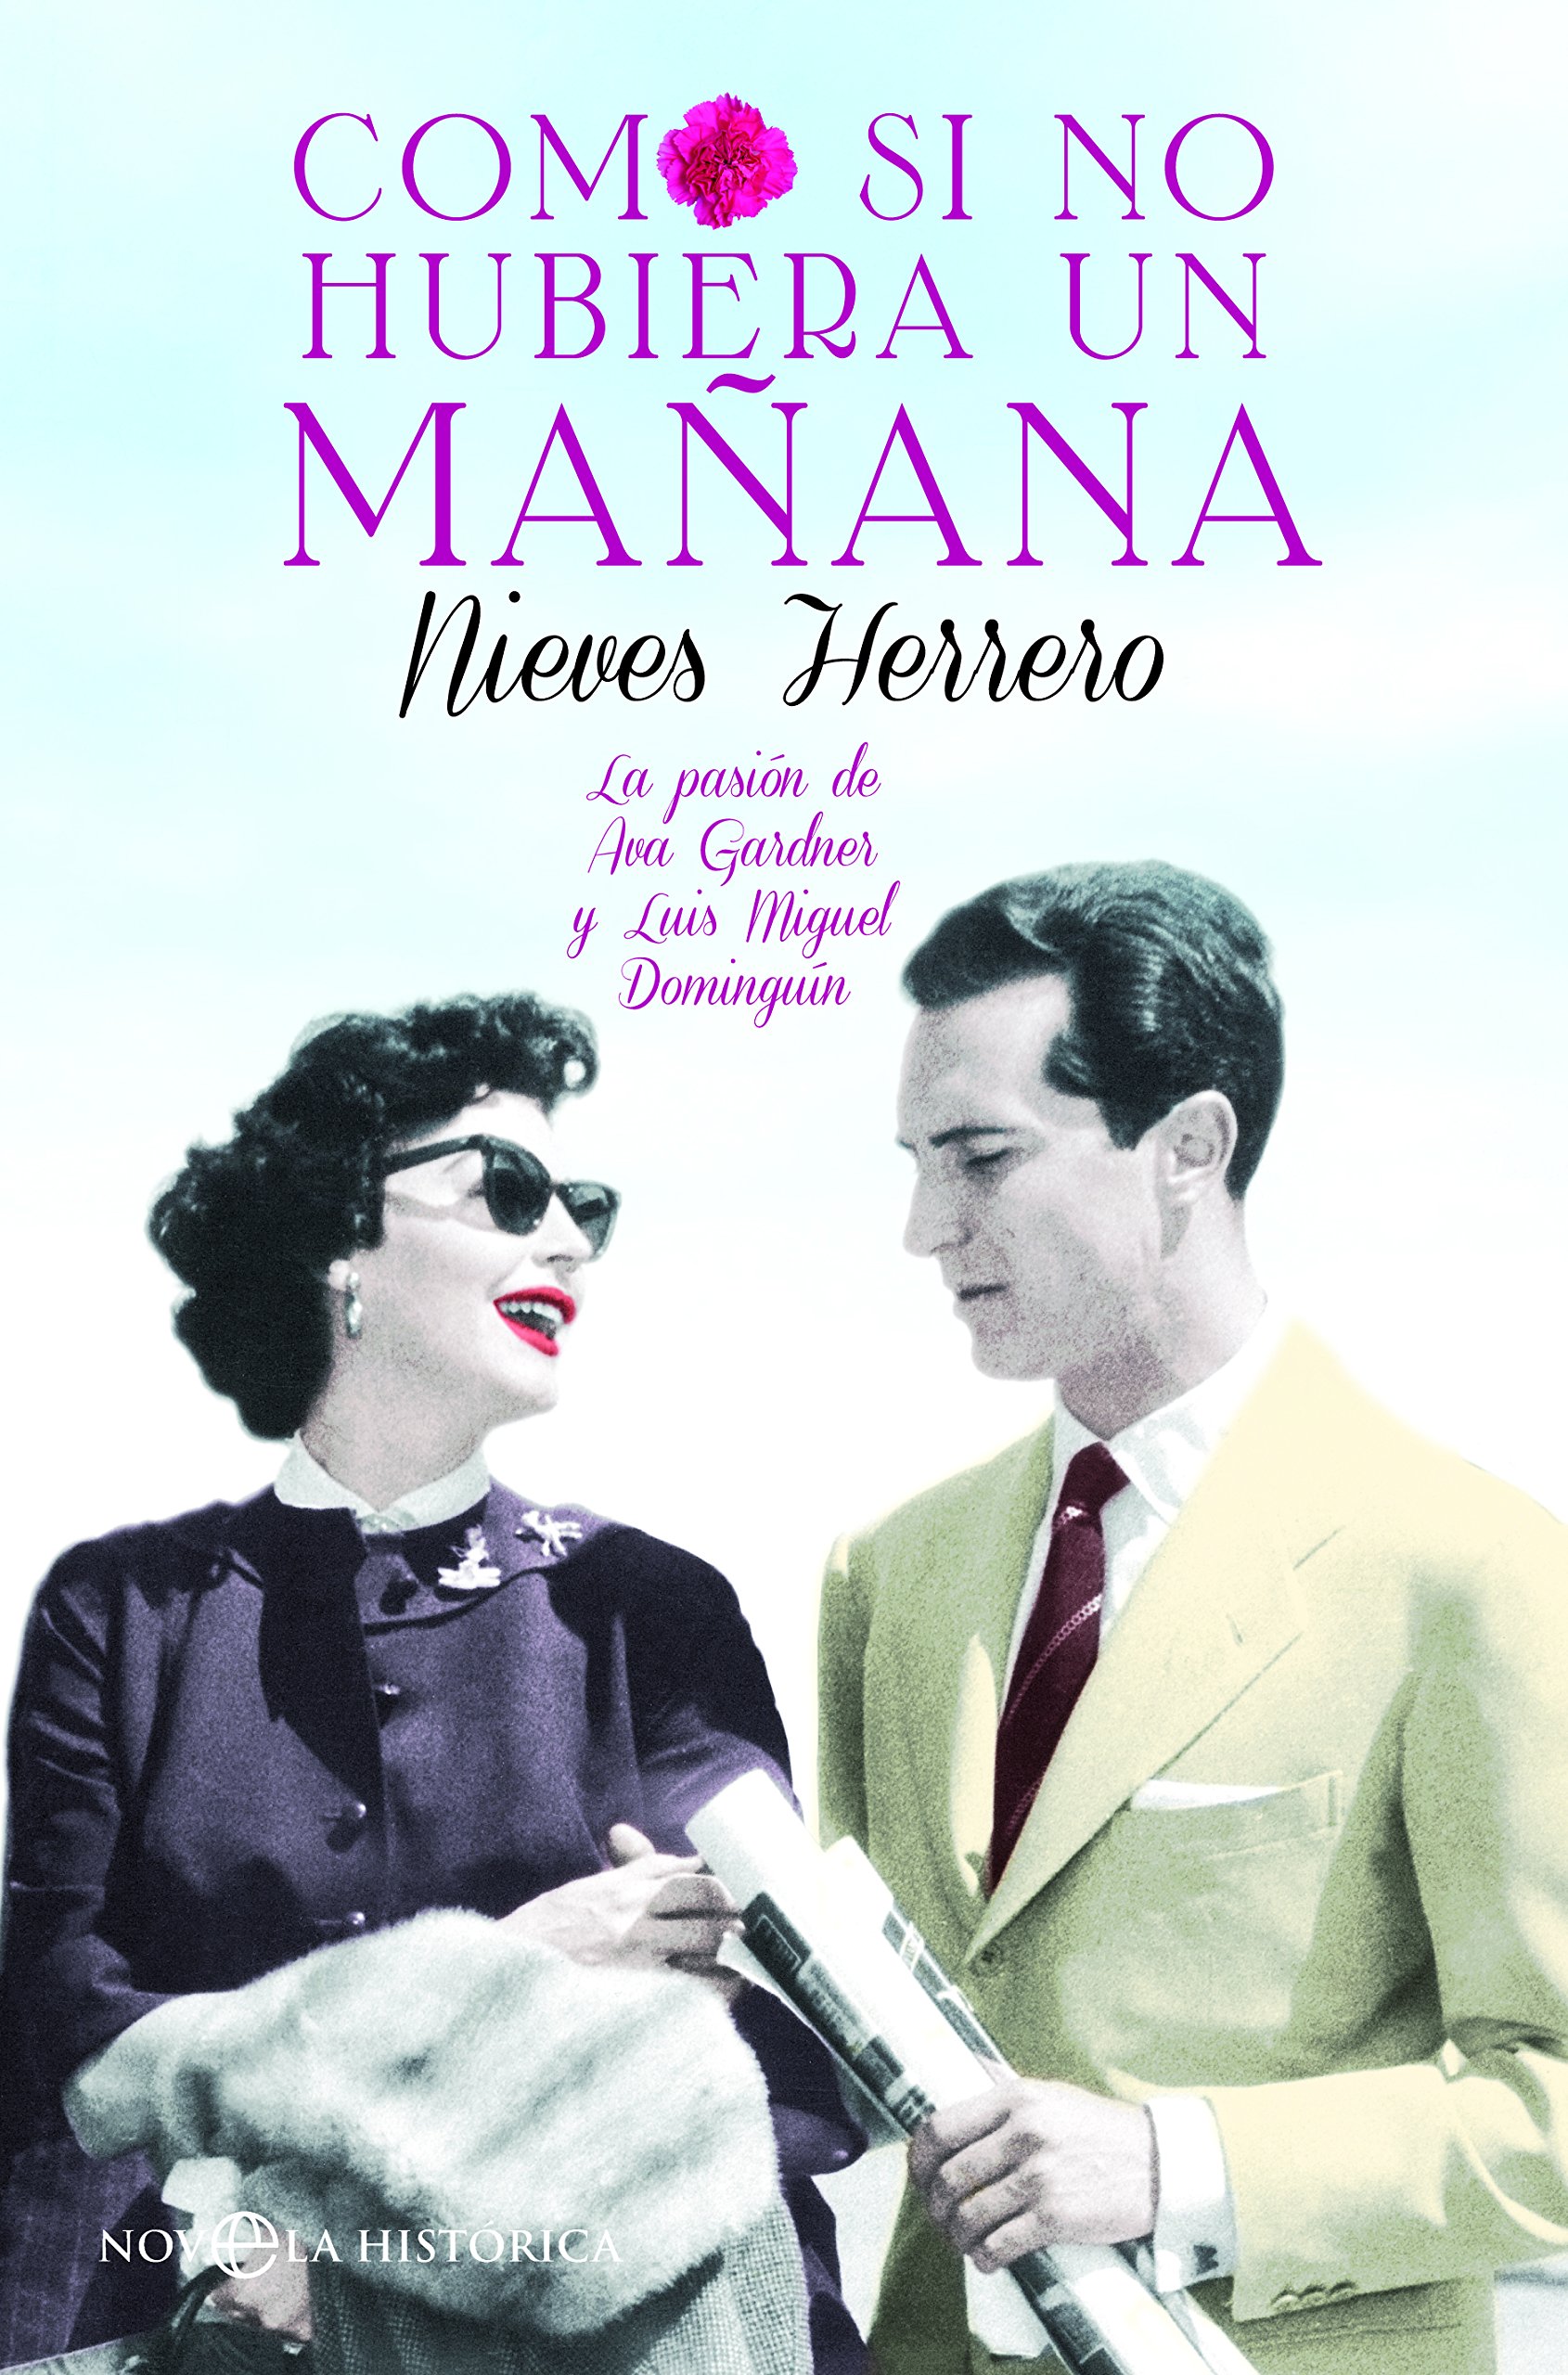 COMO SI NO
HUBIERA UN
MAÑANA
Nieves Herrero
La pasión de
Ava Gardner
y Luis Miguel
Dominguín
NOVELA HISTÓRICA